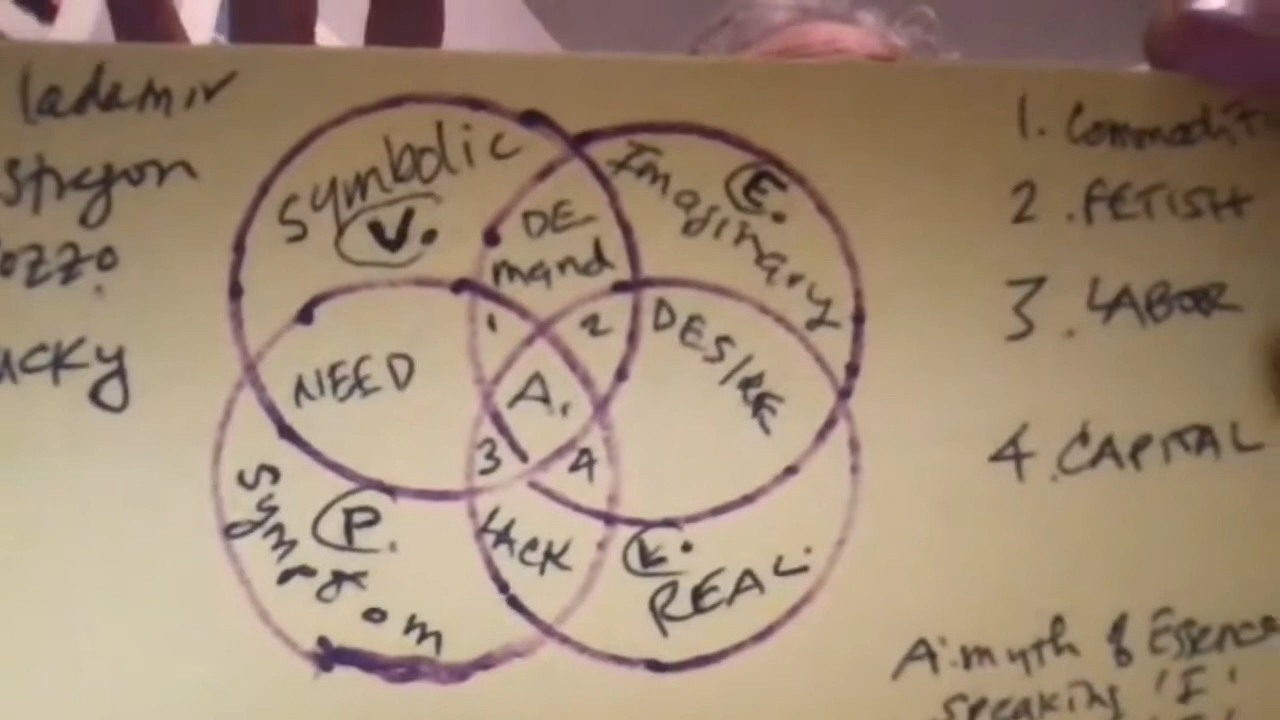 ladamir
stragon
ozzo.
ucky
Symbolic
V.
DE
mand
Imaginary
E.
1
2
NEED
A.
DESIRE
3
4
Symptom
P.
LACK
L.
REAL.
1. Commodit
2. FETISH
3. LABOR
4. CAPITAL
A: myth of Essence
speaking 'I'